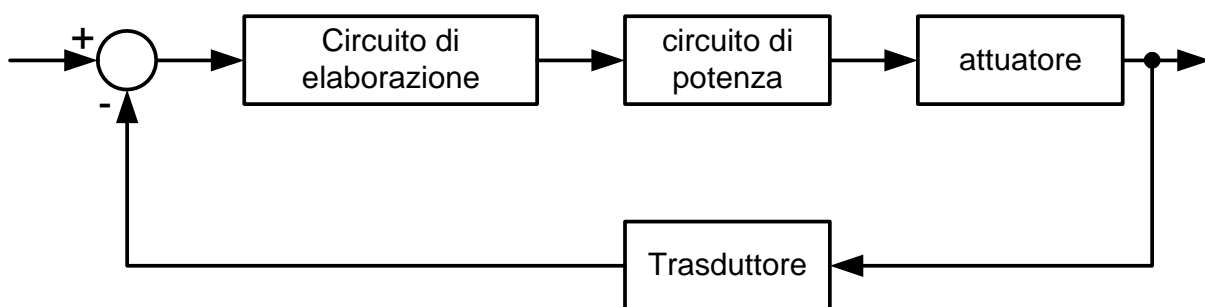 +
-
Circuito di
elaborazione
circuito di
potenza
attuatore
Trasduttore